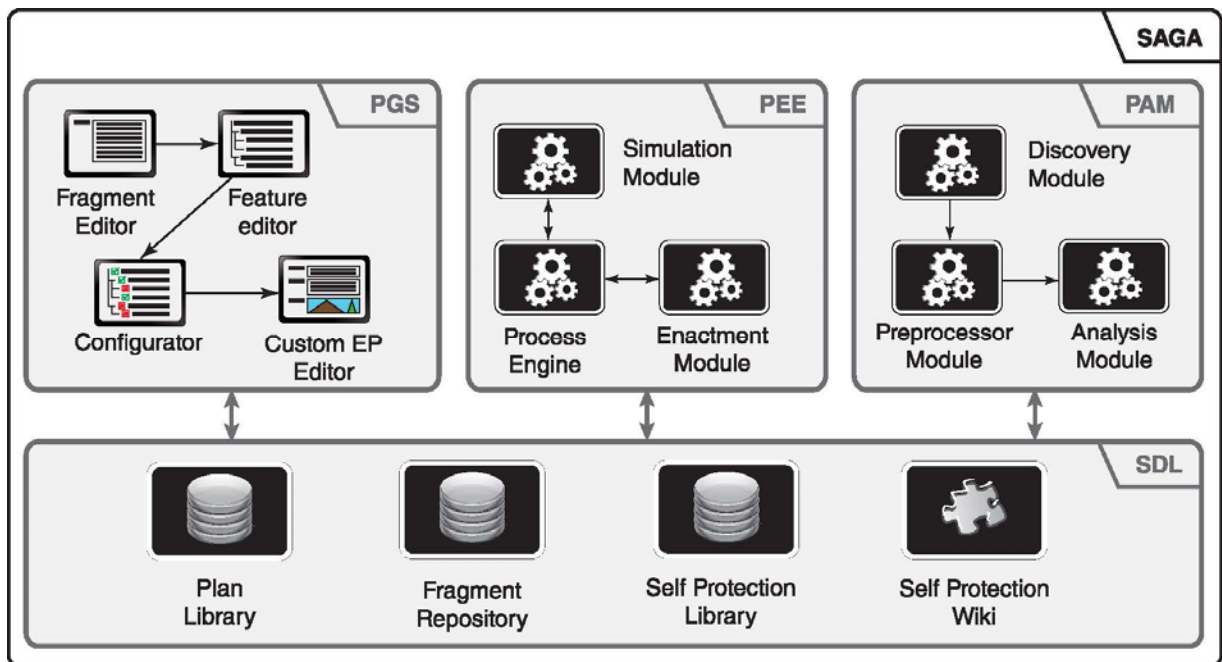 SAGA
PGS
Fragment
Editor
Feature
editor
Configurator
Custom EP
Editor
PEE
Simulation
Module
Process
Engine
Enactment
Module
PAM
Discovery
Module
Preprocessor
Module
Analysis
Module
SDL
Plan
Library
Fragment
Repository
Self Protection
Library
Self Protection
Wiki